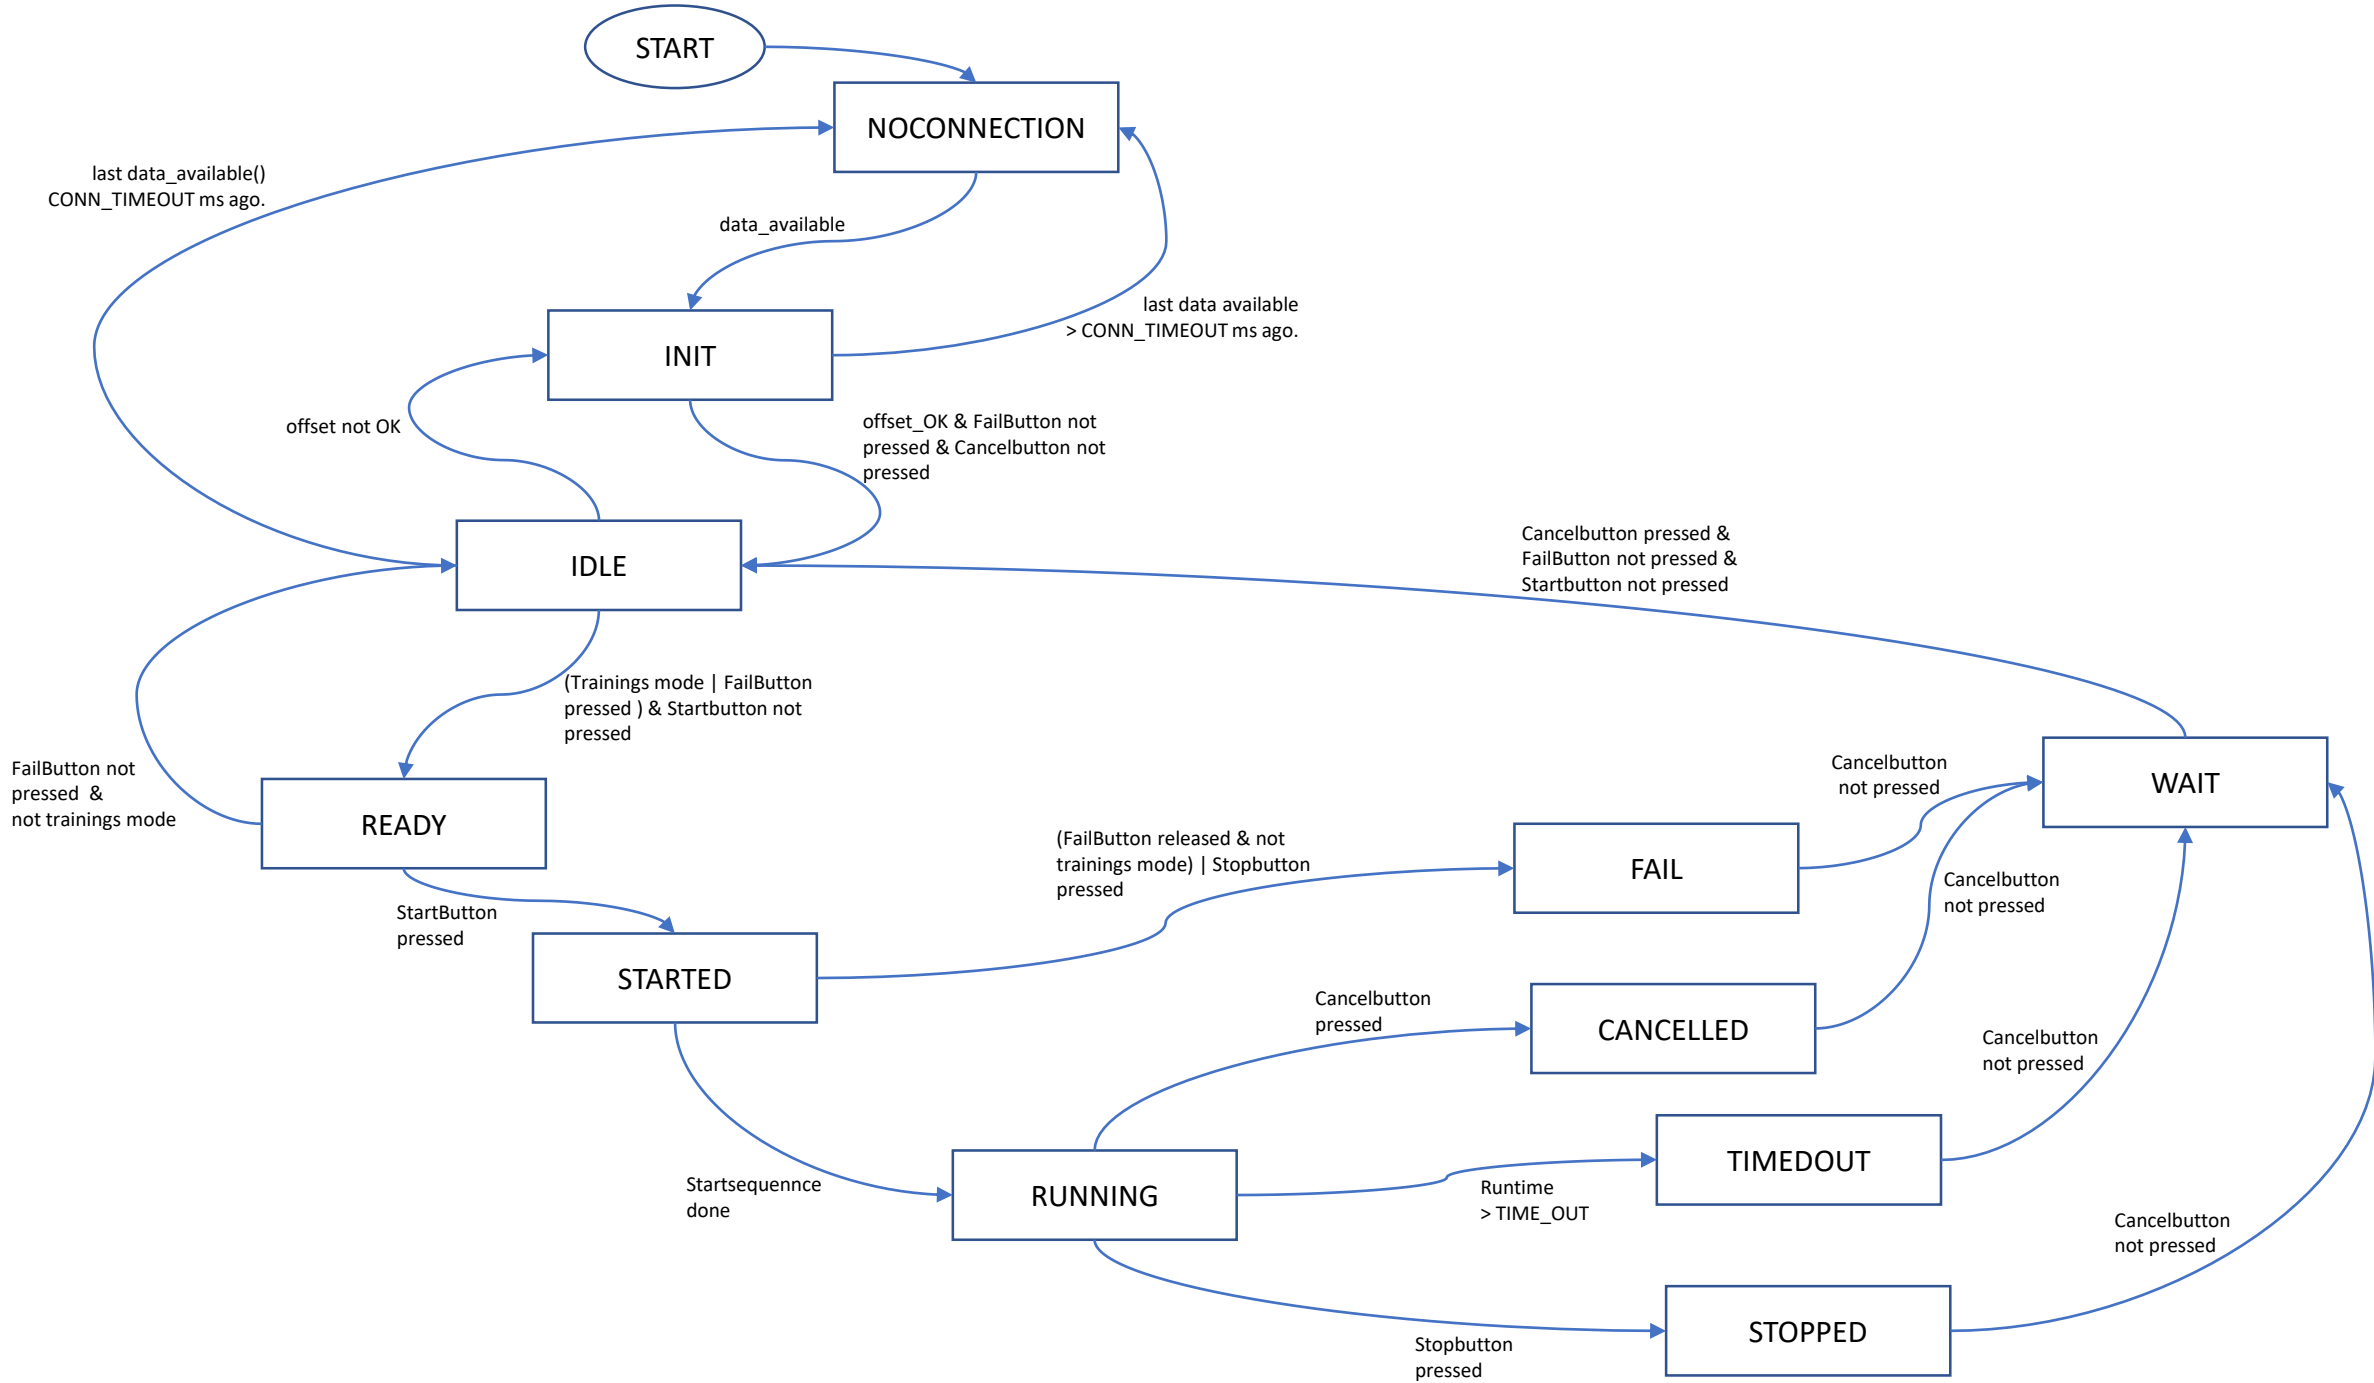 START
NOCONNECTION
last data_available()
CONN_TIMEOUT ms ago.
data_available
last data available
> CONN_TIMEOUT ms ago.
INIT
offset not OK
offset_OK & FailButton not
pressed & Cancelbutton not
pressed
IDLE
Cancelbutton pressed &
FailButton not pressed &
Startbutton not pressed
(Trainings mode | FailButton
pressed ) & Startbutton not
pressed
FailButton not
pressed &
not trainings mode
READY
Cancelbutton
not pressed
WAIT
(FailButton released & not
trainings mode) | Stopbutton
pressed
FAIL
Cancelbutton
not pressed
StartButton
pressed
STARTED
Cancelbutton
pressed
CANCELLED
Cancelbutton
not pressed
Startsequennce
done
RUNNING
Runtime
> TIME_OUT
TIMEDOUT
Cancelbutton
not pressed
Stopbutton
pressed
STOPPED